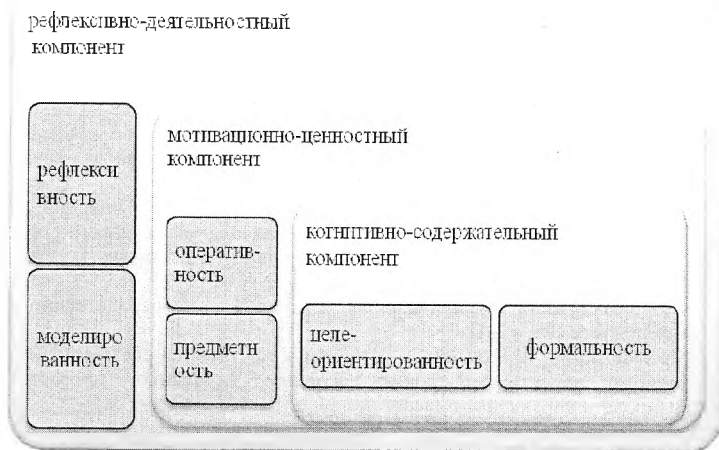 рефлексивно-деятельностный
компонент
рефлекси
вность
моделиро
ванность
мотивационно-ценностный
компонент
оператив-
ность
предметн
ость
когнитивно-содержательный
компонент
целе-
ориентированность
формальность